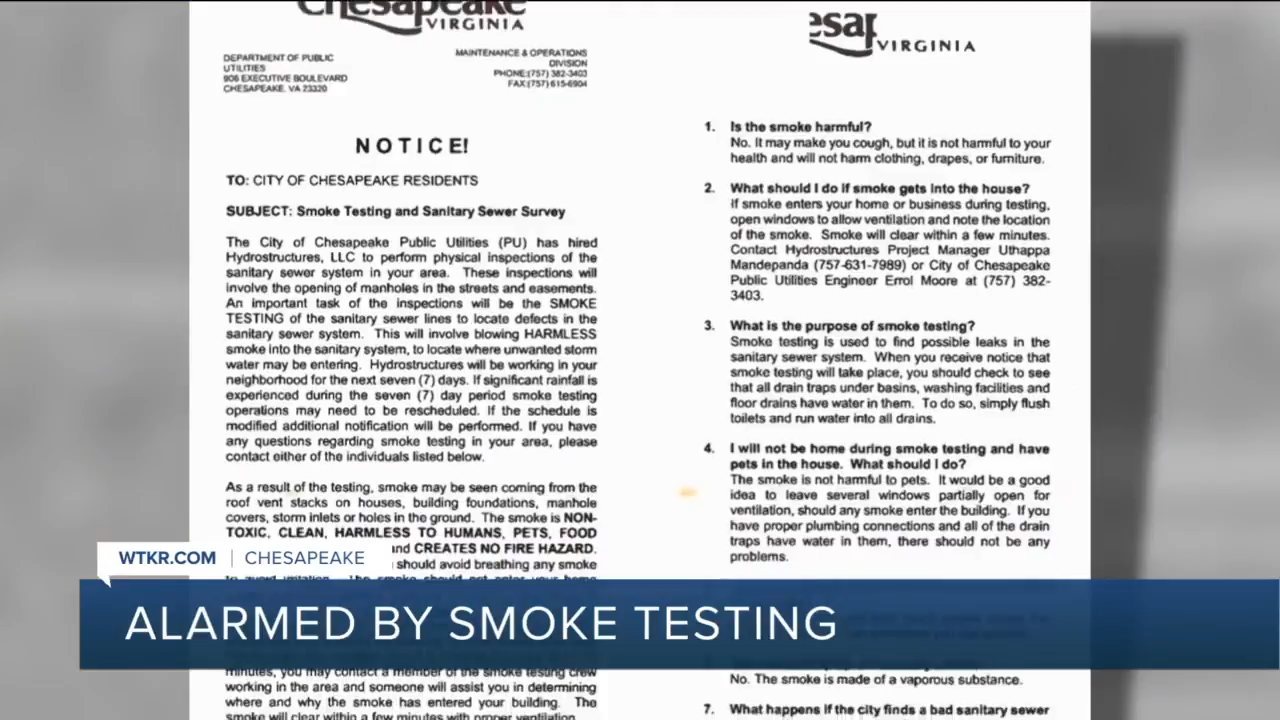 Chesapeake
VIRGINIA
DEPARTMENT OF PUBLIC
UTILITIES
906 EXECUTIVE BOULEVARD
CHESAPEAKE, VA 23320
MAINTENANCE & OPERATIONS
DIVISION
PHONE:(757) 382-3403
FAX:(757) 615-6904
NOTICE!
TO: CITY OF CHESAPEAKE RESIDENTS
SUBJECT: Smoke Testing and Sanitary Sewer Survey
The City of Chesapeake Public Utilities (PU) has hired
Hydrostructures, LLC to perform physical inspections of the
sanitary sewer system in your area. These inspections will
involve the opening of manholes in the streets and easements.
An important task of the inspections will be the SMOKE
TESTING of the sanitary sewer lines to locate defects in the
sanitary sewer system. This will involve blowing HARMLESS
smoke into the sanitary system, to locate where unwanted storm
water may be entering. Hydrostructures will be working in your
neighborhood for the next seven (7) days. If significant rainfall is
experienced during the seven (7) day period smoke testing
operations may need to be rescheduled. If the schedule is
modified additional notification will be performed. If you have
any questions regarding smoke testing in your area, please
contact either of the individuals listed below.
As a result of the testing, smoke may be seen coming from the
roof vent stacks on houses, building foundations, manhole
covers, storm inlets or holes in the ground. The smoke is NON-
TOXIC, CLEAN, HARMLESS TO HUMANS, PETS, FOOD
and CREATES NO FIRE HAZARD.
should avoid breathing any smoke
minutes, you may contact a member of the smoke testing crew
working in the area and someone will assist you in determining
where and why the smoke has entered your building. The
smoke will clear within a few minutes with proper ventilation.
esap
VIRGINIA
1. Is the smoke harmful?
No. It may make you cough, but it is not harmful to your
health and will not harm clothing, drapes, or furniture.
2. What should I do if smoke gets into the house?
If smoke enters your home or business during testing,
open windows to allow ventilation and note the location
of the smoke. Smoke will clear within a few minutes.
Contact Hydrostructures Project Manager Uthappa
Mandepanda (757-631-7989) or City of Chesapeake
Public Utilities Engineer Errol Moore at (757) 382-
3403.
3. What is the purpose of smoke testing?
Smoke testing is used to find possible leaks in the
sanitary sewer system. When you receive notice that
smoke testing will take place, you should check to see
that all drain traps under basins, washing facilities and
floor drains have water in them. To do so, simply flush
toilets and run water into all drains.
4. I will not be home during smoke testing and have
pets in the house. What should I do?
The smoke is not harmful to pets. It would be a good
idea to leave several windows partially open for
ventilation, should any smoke enter the building. If you
have proper plumbing connections and all of the drain
traps have water in them, there should not be any
problems.
No. The smoke is made of a vaporous substance.
7. What happens if the city finds a bad sanitary sewer
WTKR.COM | CHESAPEAKE
ALARMED BY SMOKE TESTING